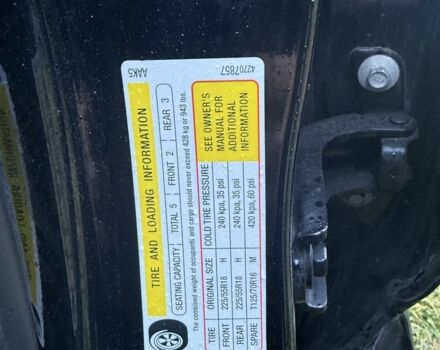 AAK5 42707857
TIRE AND LOADING INFORMATION
SEATING CAPACITY TOTAL 5 FRONT 2 REAR 3
The combined weight of occupants and cargo should never exceed 428 kg or 943 lbs.
TIRE ORIGINAL SIZE COLD TIRE PRESSURE
FRONT 225/55R18 H 240 kpa, 35 psi
REAR 225/55R18 H 240 kpa, 35 psi
SPARE T125/70R16 M 420 kpa, 60 psi
SEE OWNER'S
MANUAL FOR
ADDITIONAL
INFORMATION